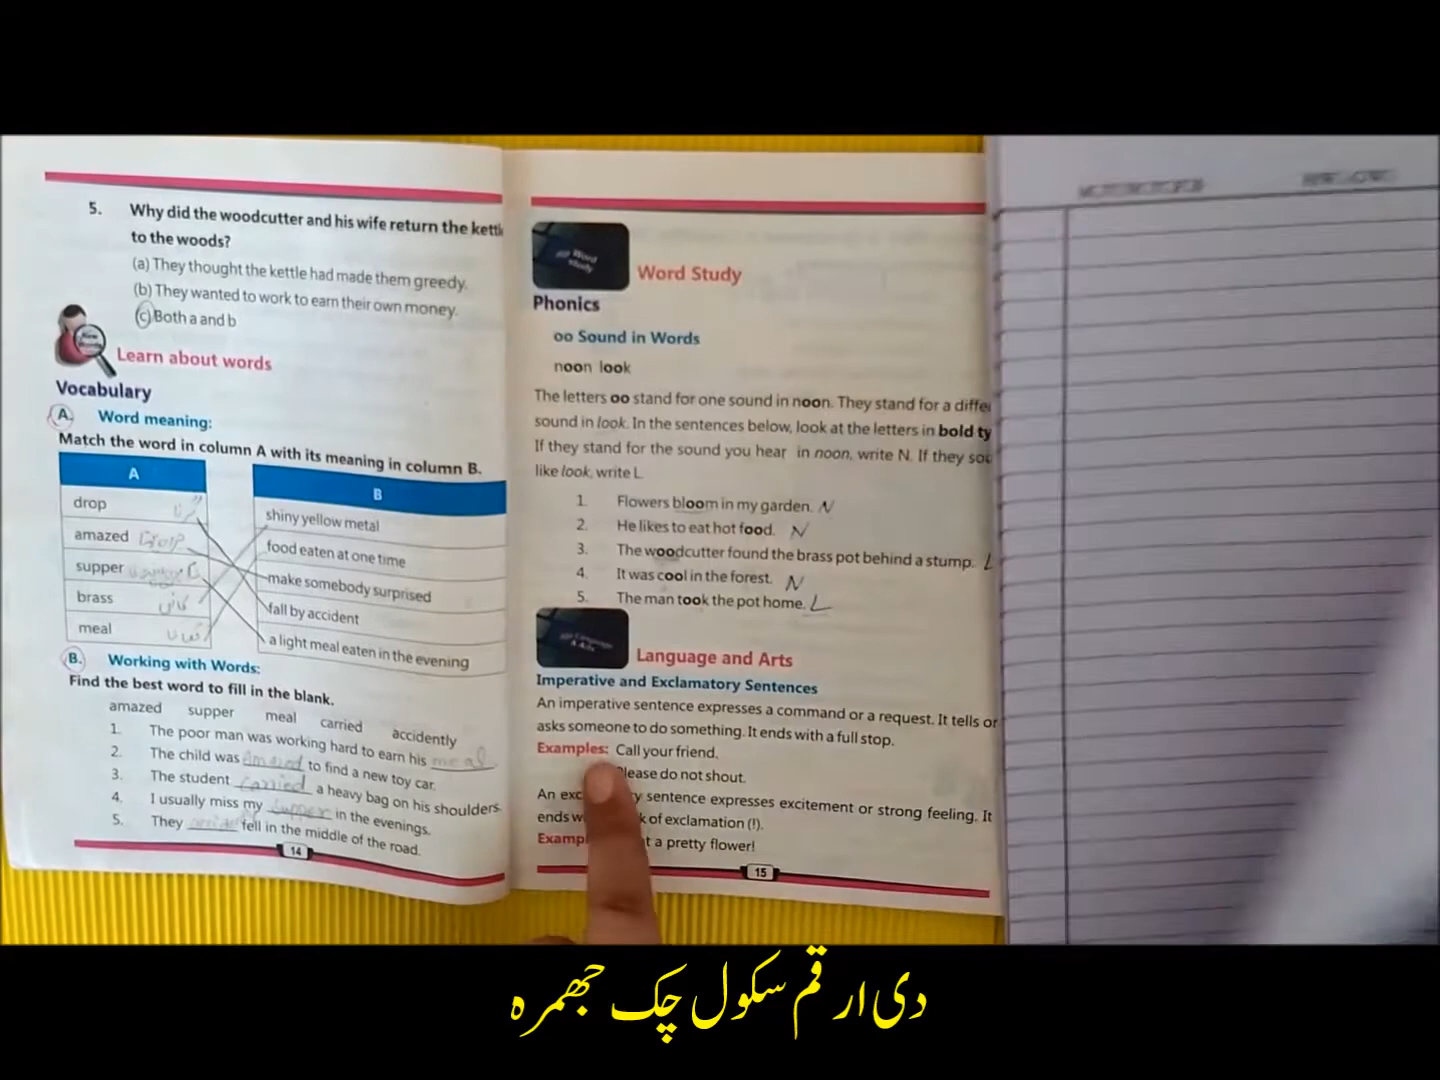 5. Why did the woodcutter and his wife return the kettl
to the woods?
(a) They thought the kettle had made them greedy.
(b) They wanted to work to earn their own money.
(c) Both a and b
Learn about words
Vocabulary
A. Word meaning:
Match the word in column A with its meaning in column B.
A B
drop shiny yellow metal
amazed food eaten at one time
supper make somebody surprised
brass fall by accident
meal a light meal eaten in the evening
B. Working with Words:
Find the best word to fill in the blank.
amazed supper meal carried accidently
1. The poor man was working hard to earn his meal.
2. The child was amazed to find a new toy car.
3. The student carried a heavy bag on his shoulders.
4. I usually miss my supper in the evenings.
5. They fell in the middle of the road.
14
Word Study
Word Study
Phonics
oo Sound in Words
noon look
The letters oo stand for one sound in noon. They stand for a diffe
sound in look. In the sentences below, look at the letters in bold ty
If they stand for the sound you hear in noon, write N. If they sou
like look, write L.
1. Flowers bloom in my garden. N
2. He likes to eat hot food. N
3. The woodcutter found the brass pot behind a stump. L
4. It was cool in the forest. N
5. The man took the pot home. L
Language and Arts
Imperative and Exclamatory Sentences
An imperative sentence expresses a command or a request. It tells or
asks someone to do something. It ends with a full stop.
Examples: Call your friend.
Please do not shout.
An exc ry sentence expresses excitement or strong feeling. It
ends w k of exclamation (!).
Exampl t a pretty flower!
15
دی ارقم سکول چک جھمرہ